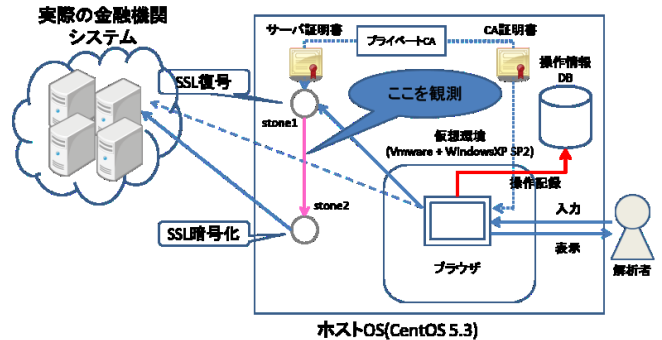 実際の金融機関
システム
サーバ証明書
プライベートCA
CA証明書
操作情報
DB
SSL復号
ここを観測
stone1
仮想環境
(Vmware + WindowsXP SP2)
操作記録
stone2
入力
SSL暗号化
表示
ブラウザ
解析者
ホストOS(CentOS 5.3)